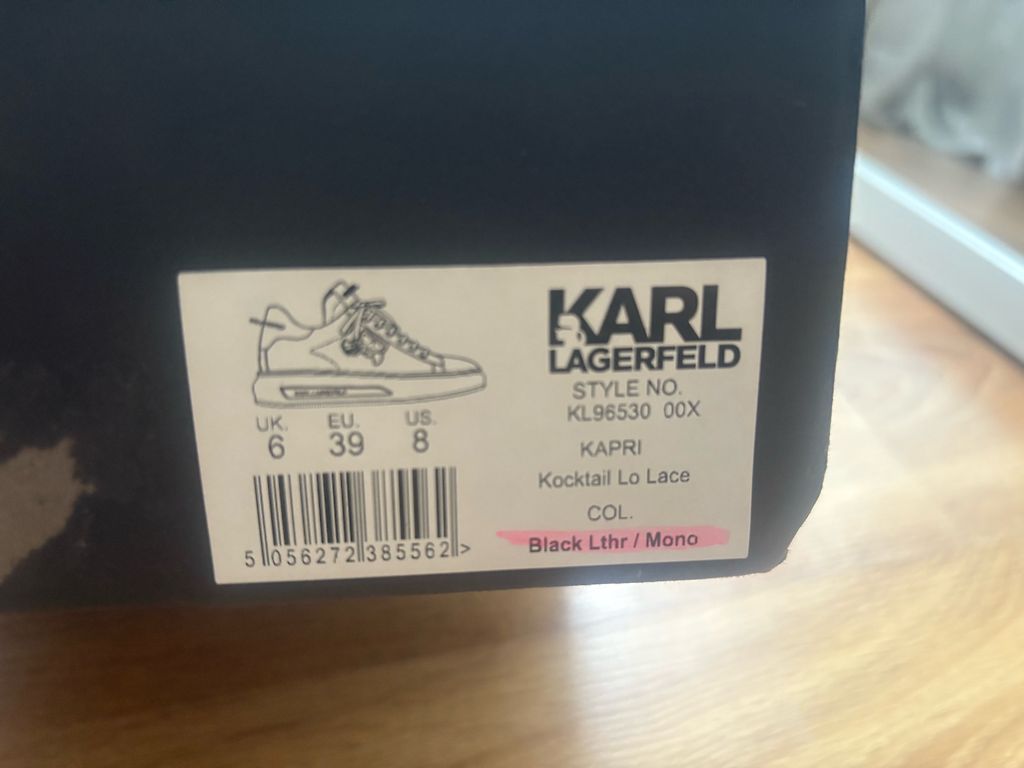 KARL
LAGERFELD
STYLE NO.
KL96530 00X
KAPRI
Kocktail Lo Lace
COL.
Black Lthr / Mono
UK. EU. US.
6 39 8
5 056272 385562 >